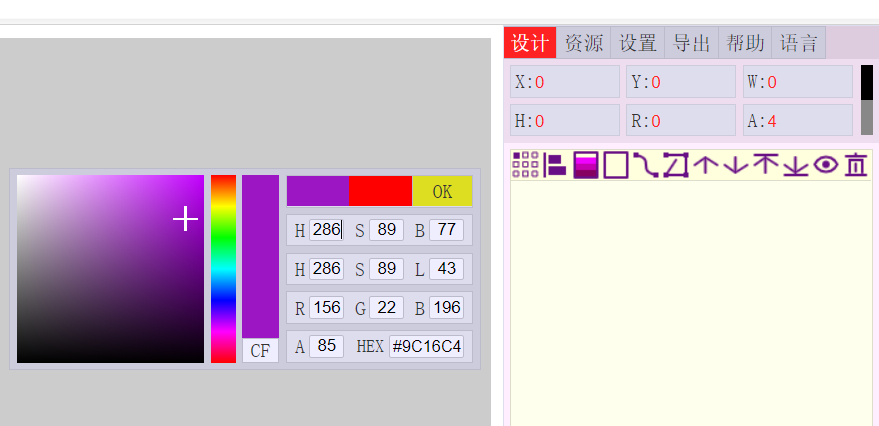 设计 资源 设置 导出 帮助 语言
X:0 Y:0 W:0
H:0 R:0 A:4
OK
H 286 S 89 B 77
H 286 S 89 L 43
R 156 G 22 B 196
CF A 85 HEX #9C16C4